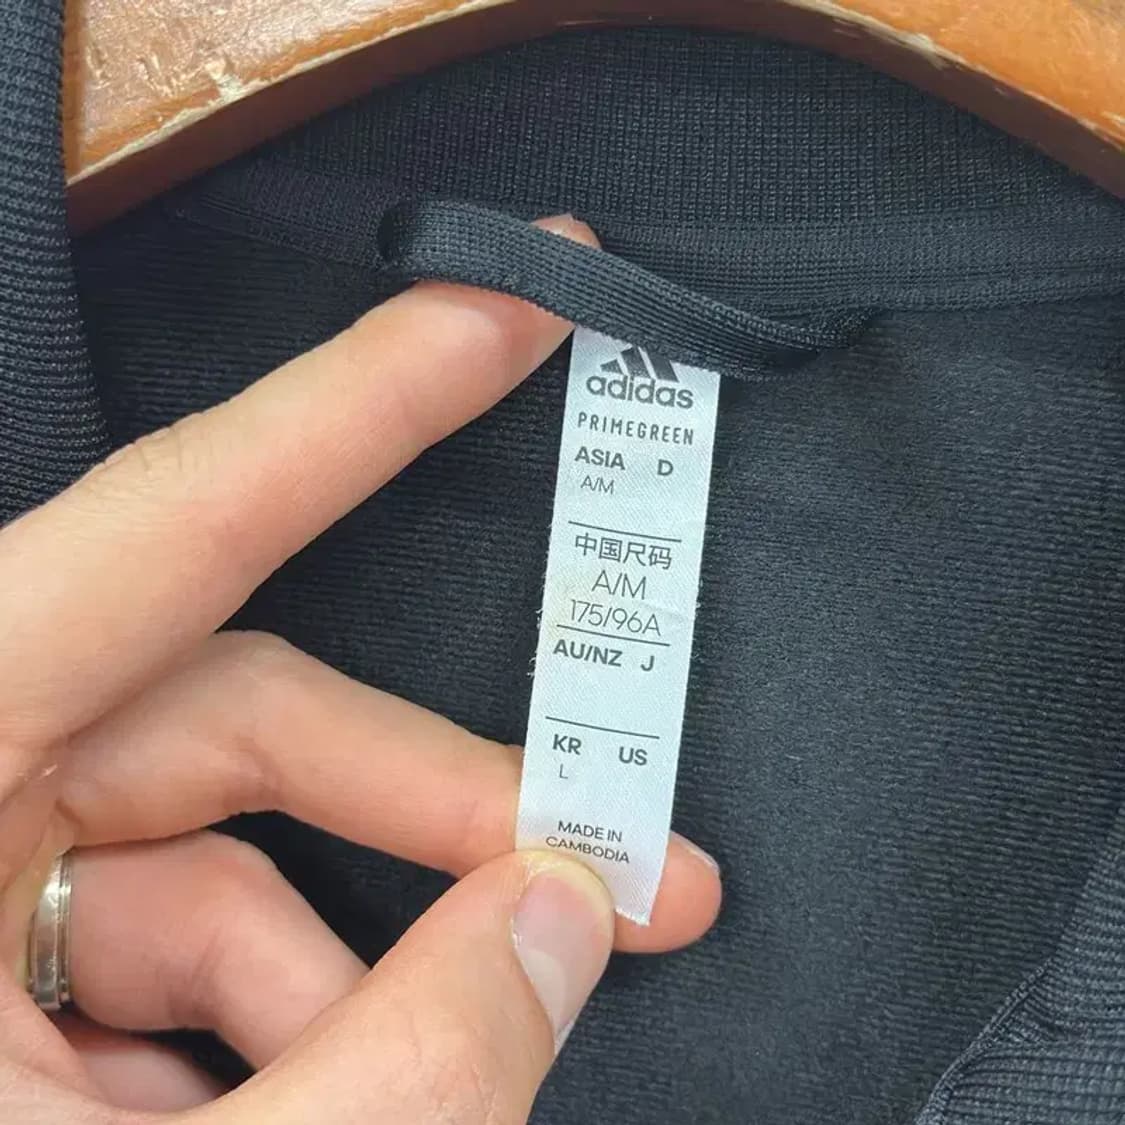 adidas
PRIMEGREEN
ASIA D
A/M
中国尺码
A/M
175/96A
AU/NZ J
KR US
L
MADE IN
CAMBODIA